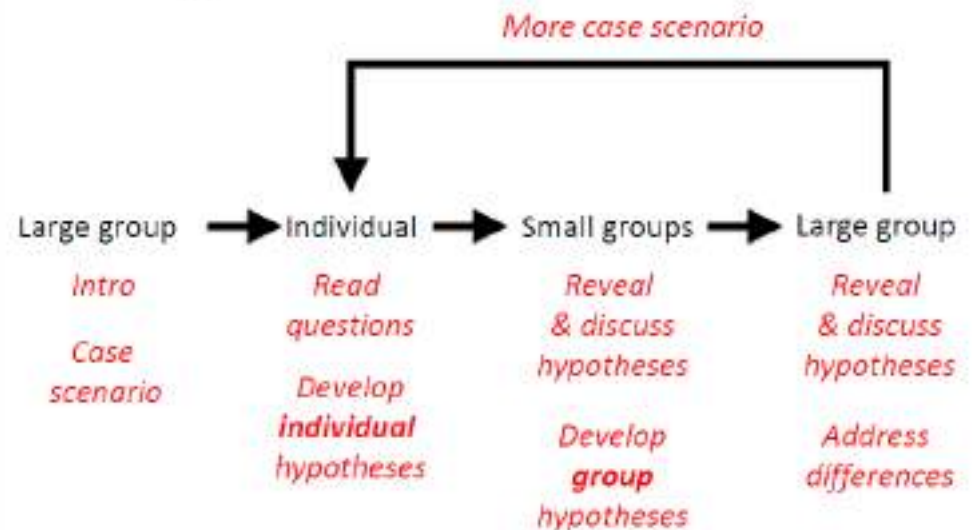 More case scenario
Large group
Individual
Small groups
Large group
Intro
Case
scenario
Read
questions
Develop
individual
hypotheses
Reveal
& discuss
hypotheses
Develop
group
hypotheses
Reveal
& discuss
hypotheses
Address
differences